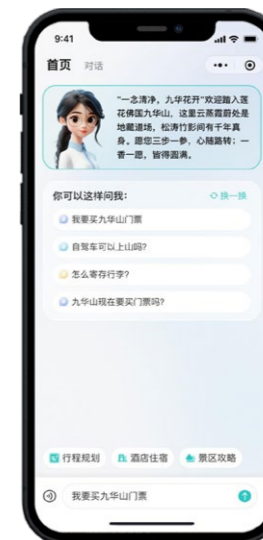 9:41
首页 对话
“一念清净，九华花开”欢迎踏入莲
花佛国九华山，这里云蒸霞蔚处是
地藏道场，松涛竹影间有千年真
身。愿您三步一参，心随路转；一
香一愿，皆得圆满。
你可以这样问我： 换一换
我要买九华山门票
自驾车可以上山吗?
怎么寄存行李?
九华山现在要买门票吗?
行程规划 酒店住宿 景区攻略
我要买九华山门票